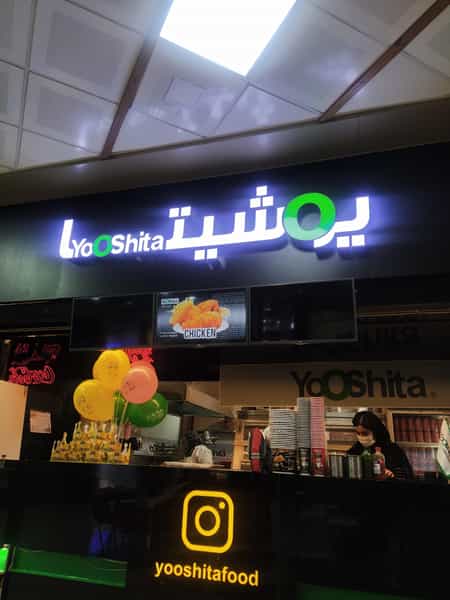 یوشیتا
YoOShita
CHICKEN
YoOShita
yooshitafood